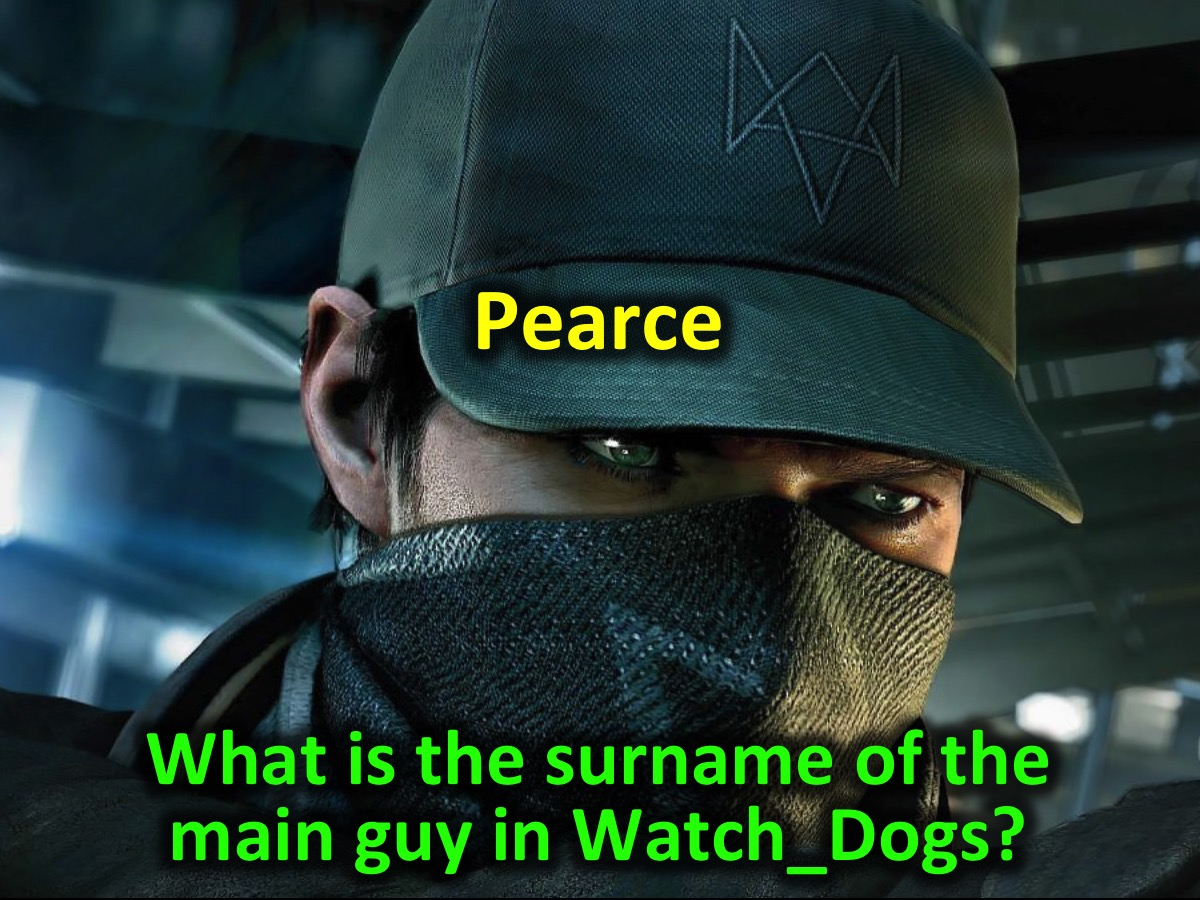 Pearce
What is the surname of the
main guy in Watch_Dogs?